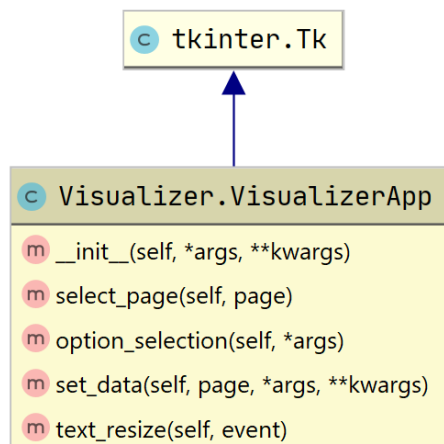 C tkinter.Tk
C Visualizer.VisualizerApp
m __init__(self, *args, **kwargs)
m select_page(self, page)
m option_selection(self, *args)
m set_data(self, page, *args, **kwargs)
m text_resize(self, event)